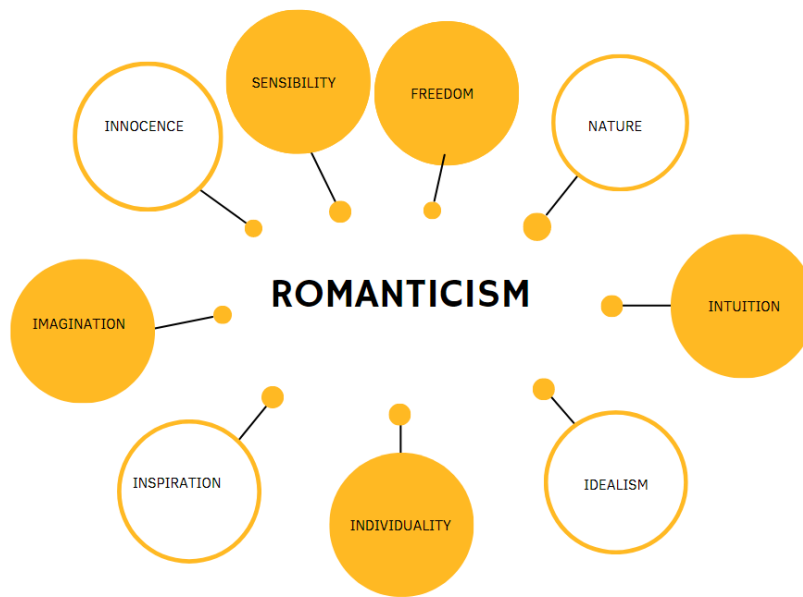 SENSIBILITY
FREEDOM
INNOCENCE
NATURE
ROMANTICISM
INTUITION
IMAGINATION
INSPIRATION
IDEALISM
INDIVIDUALITY